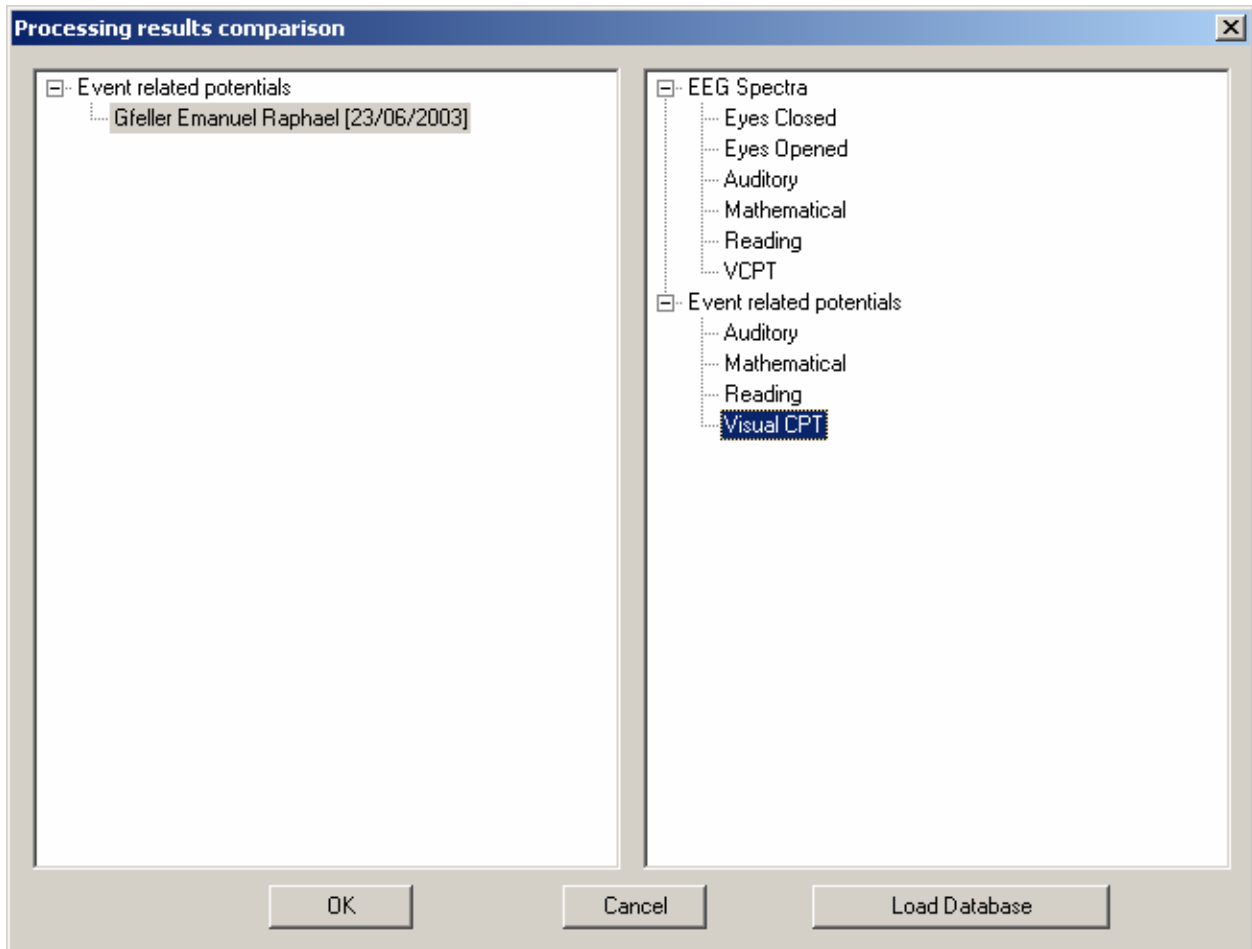 Processing results comparison
Event related potentials
Gfeller Emanuel Raphael [23/06/2003]
EEG Spectra
Eyes Closed
Eyes Opened
Auditory
Mathematical
Reading
VCPT
Event related potentials
Auditory
Mathematical
Reading
Visual CPT
OK
Cancel
Load Database